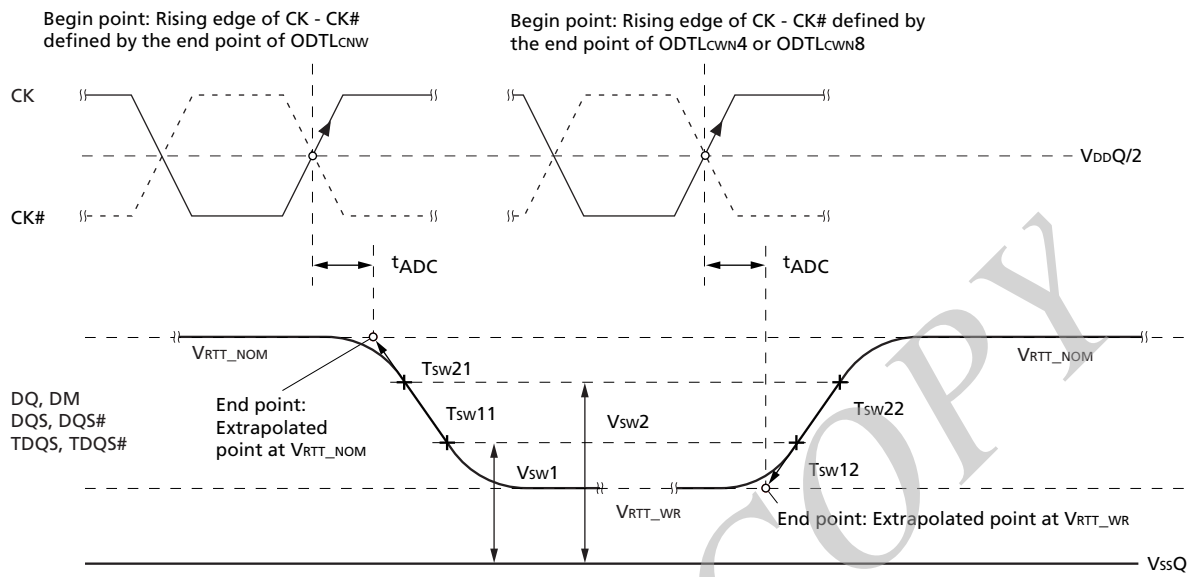 Begin point: Rising edge of CK - CK#
defined by the end point of ODTLCNW
Begin point: Rising edge of CK - CK# defined by
the end point of ODTLCWN4 or ODTLCWN8
CK
VDDQ/2
CK#
tADC
tADC
VRTT_NOM
VRTT_NOM
Tsw21
DQ, DM
DQS, DQS#
TDQS, TDQS#
End point:
Extrapolated
point at VRTT_NOM
Tsw11
Vsw2
Tsw22
Vsw1
Tsw12
VRTT_WR
End point: Extrapolated point at VRTT_WR
VssQ
COPY